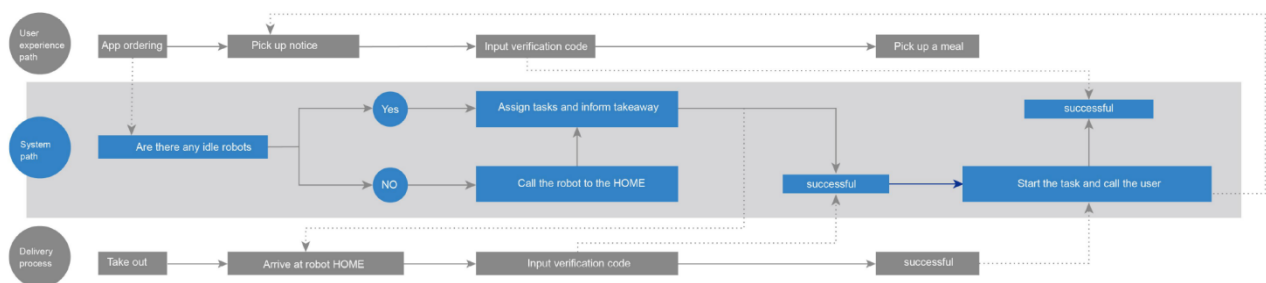 User
experience
path
App ordering
Pick up notice
Input verification code
Pick up a meal
Yes
Assign tasks and inform takeaway
successful
System
path
Are there any idle robots
NO
Call the robot to the HOME
successful
Start the task and call the user
Delivery
process
Take out
Arrive at robot HOME
Input verification code
successful